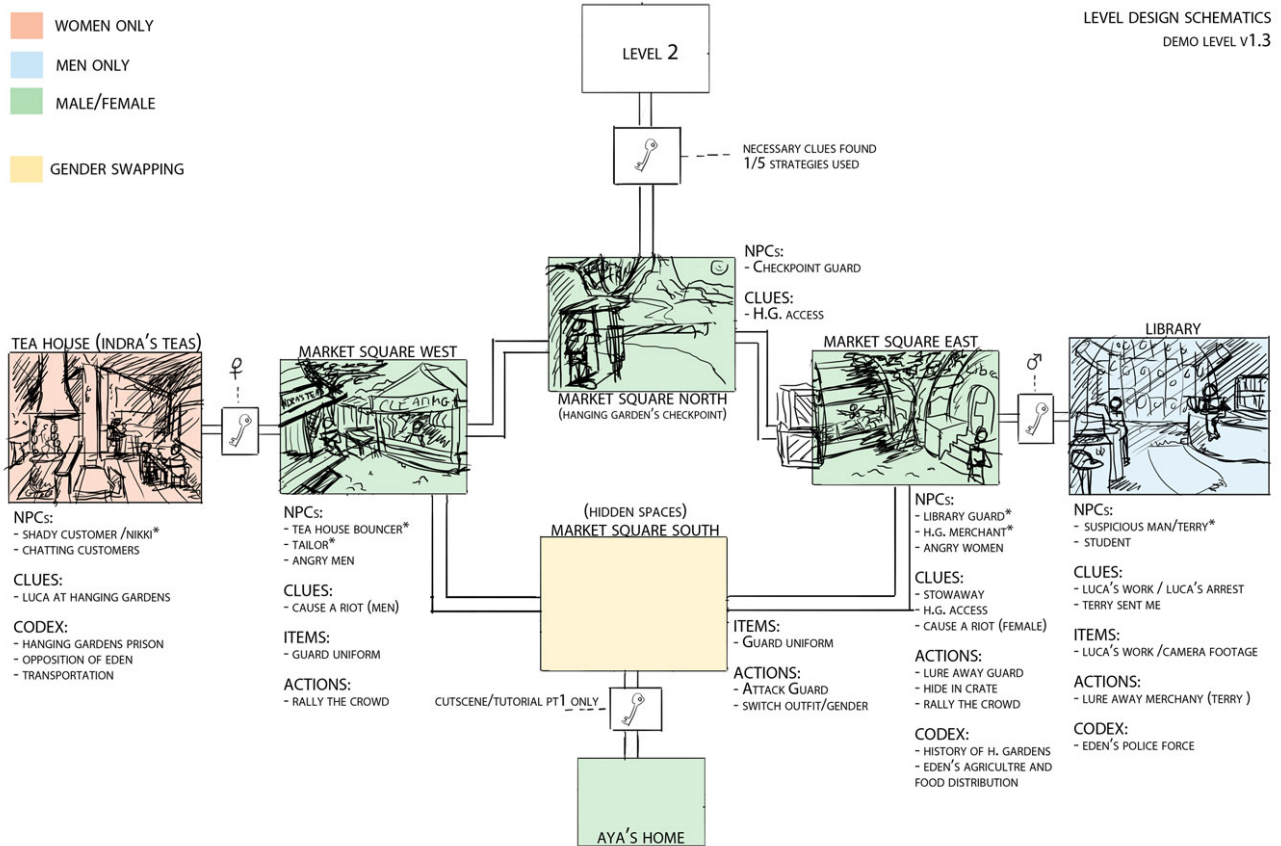 WOMEN ONLY
MEN ONLY
MALE/FEMALE
GENDER SWAPPING
LEVEL DESIGN SCHEMATICS
DEMO LEVEL V1.3
LEVEL 2
NECESSARY CLUES FOUND
1/5 STRATEGIES USED
NPCS:
- CHECKPOINT GUARD
CLUES:
- H.G. ACCESS
MARKET SQUARE NORTH
(HANGING GARDEN'S CHECKPOINT)
TEA HOUSE (INDRA'S TEAS)
♀
NPCS:
- SHADY CUSTOMER /NIKKI*
- CHATTING CUSTOMERS
CLUES:
- LUCA AT HANGING GARDENS
CODEX:
- HANGING GARDENS PRISON
- OPPOSITION OF EDEN
- TRANSPORTATION
MARKET SQUARE WEST
NPCS:
- TEA HOUSE BOUNCER*
- TAILOR*
- ANGRY MEN
CLUES:
- CAUSE A RIOT (MEN)
ITEMS:
- GUARD UNIFORM
ACTIONS:
- RALLY THE CROWD
(HIDDEN SPACES)
MARKET SQUARE SOUTH
ITEMS:
- GUARD UNIFORM
ACTIONS:
- ATTACK GUARD
- SWITCH OUTFIT/GENDER
CUTSCENE/TUTORIAL PT1 ONLY
AYA'S HOME
MARKET SQUARE EAST
NPCS:
- LIBRARY GUARD*
- H.G. MERCHANT*
- ANGRY WOMEN
CLUES:
- STOWAWAY
- H.G. ACCESS
- CAUSE A RIOT (FEMALE)
ACTIONS:
- LURE AWAY GUARD
- HIDE IN CRATE
- RALLY THE CROWD
CODEX:
- HISTORY OF H. GARDENS
- EDEN'S AGRICULTRE AND
FOOD DISTRIBUTION
♂
LIBRARY
NPCS:
- SUSPICIOUS MAN/TERRY*
- STUDENT
CLUES:
- LUCA'S WORK / LUCA'S ARREST
- TERRY SENT ME
ITEMS:
- LUCA'S WORK /CAMERA FOOTAGE
ACTIONS:
- LURE AWAY MERCHANY (TERRY )
CODEX:
- EDEN'S POLICE FORCE